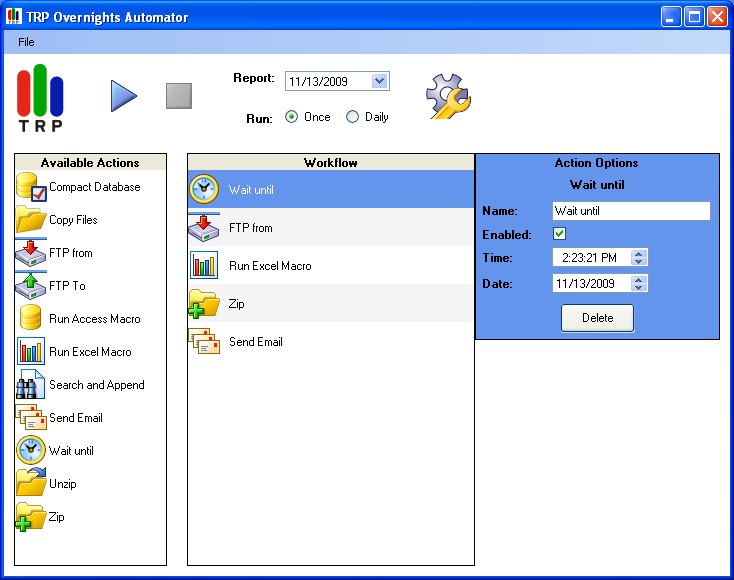 TRP Overnights Automator
File
TRP
Report: 11/13/2009
Run: Once Daily
Available Actions
Compact Database
Copy Files
FTP from
FTP To
Run Access Macro
Run Excel Macro
Search and Append
Send Email
Wait until
Unzip
Zip
Workflow
Wait until
FTP from
Run Excel Macro
Zip
Send Email
Action Options
Wait until
Name: Wait until
Enabled:
Time: 2:23:21 PM
Date: 11/13/2009
Delete